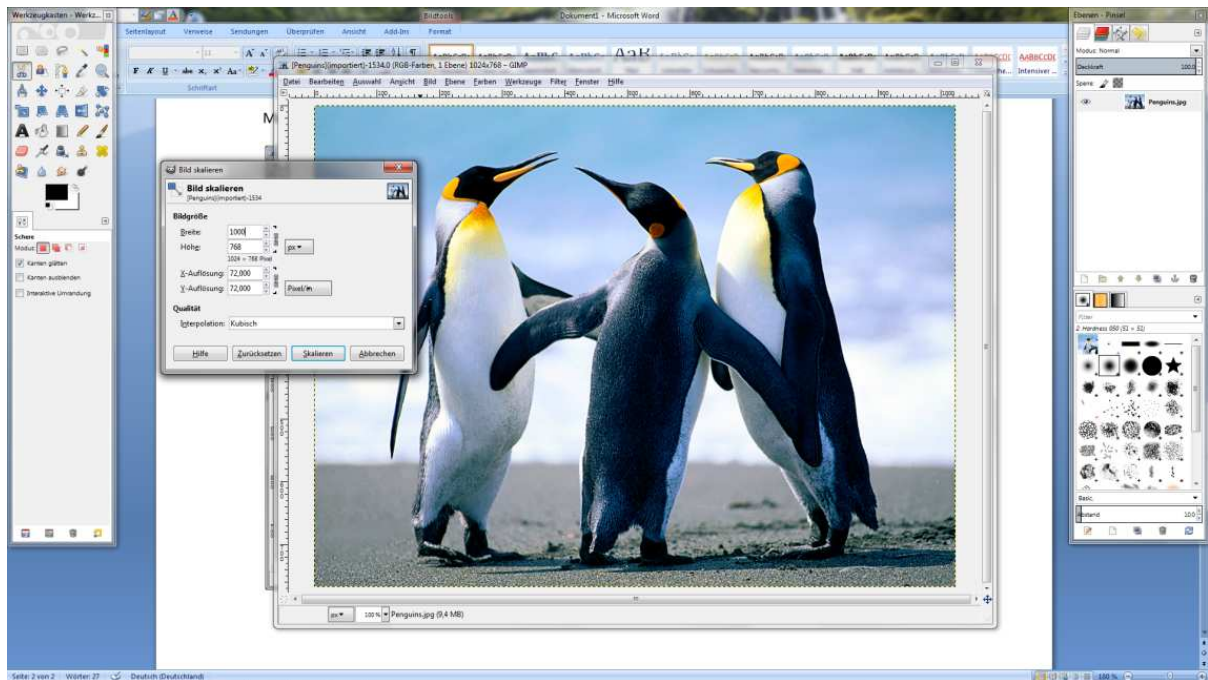 Werkzeugkasten - Werkz...
Bildtools
Dokument1 - Microsoft Word
Ebenen - Pinsel
Seitenlayout Verweise Sendungen Überprüfen Ansicht Add-Ins Format
Modus: Normal
Deckkraft 100,0
Intensiver ...
Sperre:
Schriftart
Penguins.jpg
[Penguins](importiert)-1534.0 (RGB-Farben, 1 Ebene) 1024x768 – GIMP
Datei Bearbeiten Auswahl Ansicht Bild Ebene Farben Werkzeuge Filter Fenster Hilfe
Bild skalieren
Bild skalieren
[Penguins](importiert)-1534
Bildgröße
Breite: 1000
Höhe: 768 px
1024 × 768 Pixel
X-Auflösung: 72,000
Y-Auflösung: 72,000 Pixel/in
Qualität
Interpolation: Kubisch
Hilfe Zurücksetzen Skalieren Abbrechen
Schere
Modus:
Kanten glätten
Kanten ausblenden
Interaktive Umrandung
Filter
2. Hardness 050 (51 × 51)
Basic,
Abstand 10,0
px 100 % Penguins.jpg (9,4 MB)
Seite: 2 von 2 Wörter: 27 Deutsch (Deutschland) 180 %